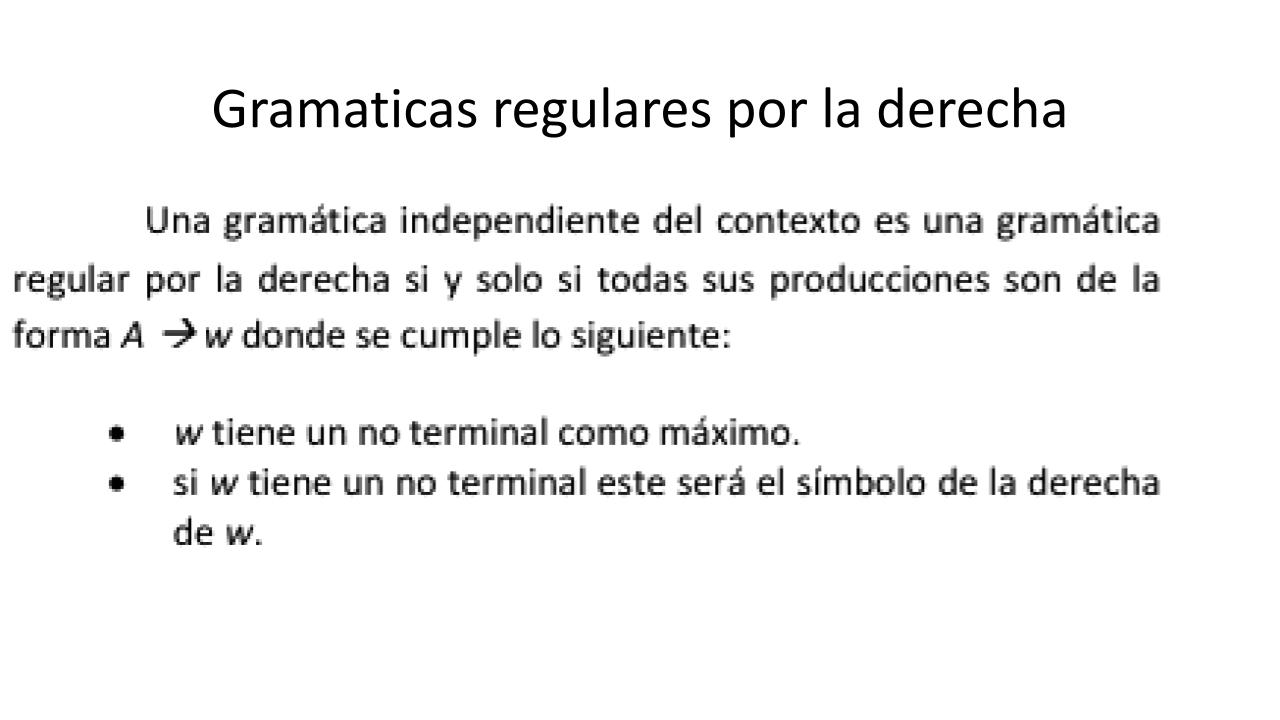 Gramaticas regulares por la derecha
Una gramática independiente del contexto es una gramática
regular por la derecha si y solo si todas sus producciones son de la
forma A → w donde se cumple lo siguiente:
• w tiene un no terminal como máximo.
• si w tiene un no terminal este será el símbolo de la derecha
de w.